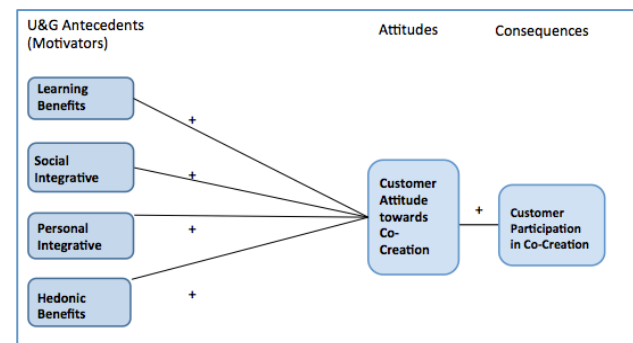 U&G Antecedents
(Motivators)
Attitudes
Consequences
Learning
Benefits
+
Social
Integrative
+
Personal
Integrative
+
Hedonic
Benefits
+
Customer
Attitude
towards
Co-
Creation
+
Customer
Participation
in Co-Creation